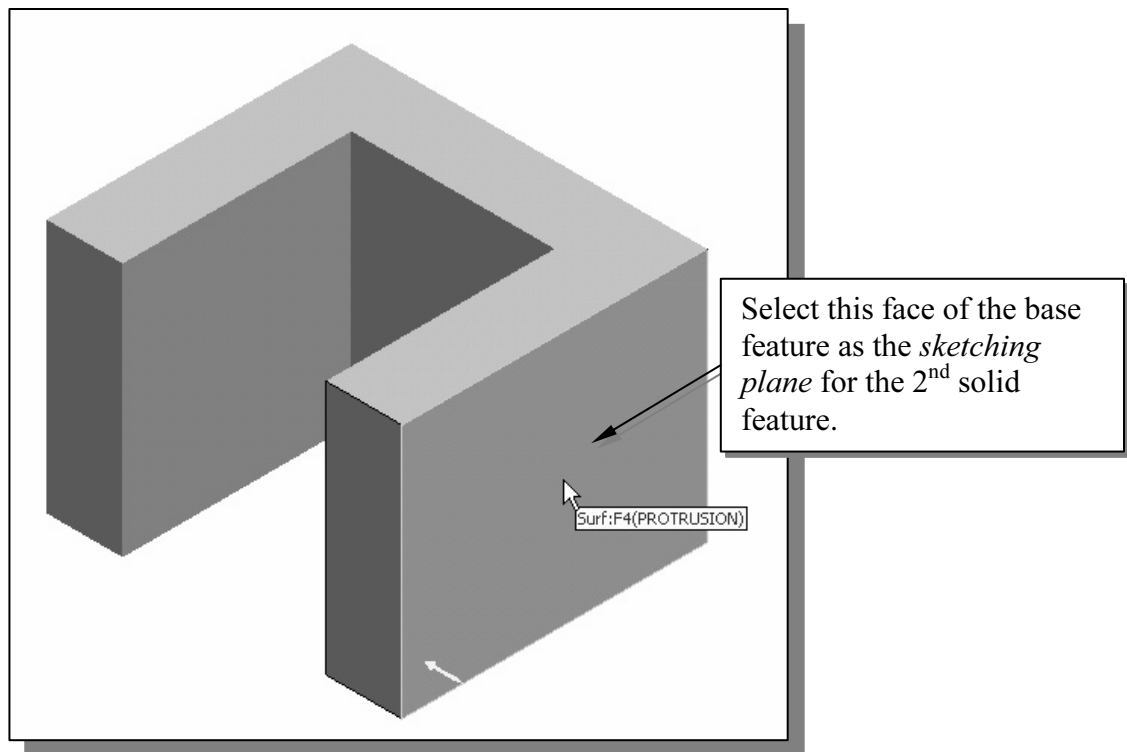 Select this face of the base
feature as the sketching
plane for the 2nd solid
feature.
Surf:F4(PROTRUSION)